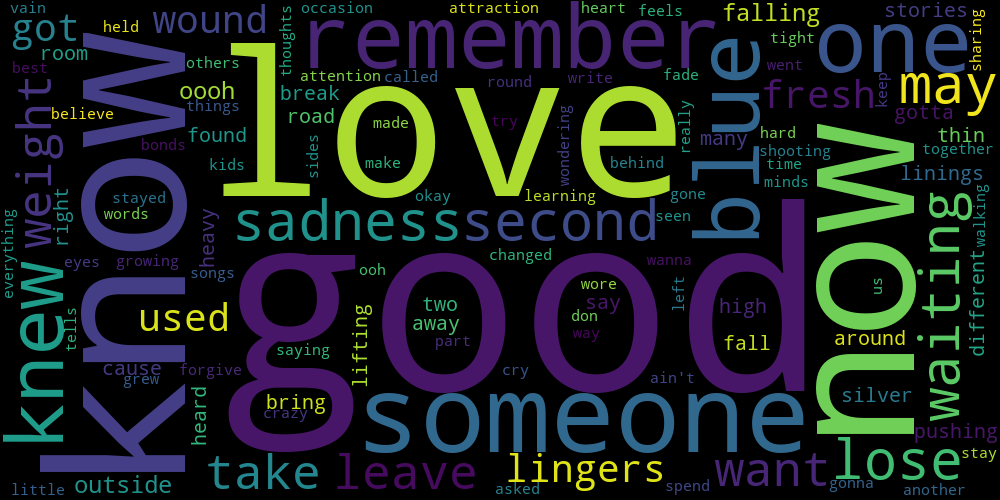 vain
held
occasion
attraction
heart
feels
falling
stories
got
wound
thoughts
remember
one
sharing
room
others
attention
called
round
write
fade
tight
went
best
know
love
blue
keep
may
weight
oooh
things
break
road
made
try
really
fresh
gotta
believe
bonds
found
kids
sides
make
wondering
behind
many
hard
shooting
time
minds
thin
together
linings
stayed
words
okay
learning
gone
now
right
heavy
sadness
second
seen
waiting
walking
everything
eyes
growing
songs
ooh
changed
wanna
left
different
us
knew
tells
used
good
two
away
part
wore
say
don
way
high
fall
around
lifting
saying
cause
grew
forgive
cry
ain't
silver
heard
bring
crazy
someone
pushing
little
outside
take
leave
asked
lingers
spend
want
gonna
lose
stay
another